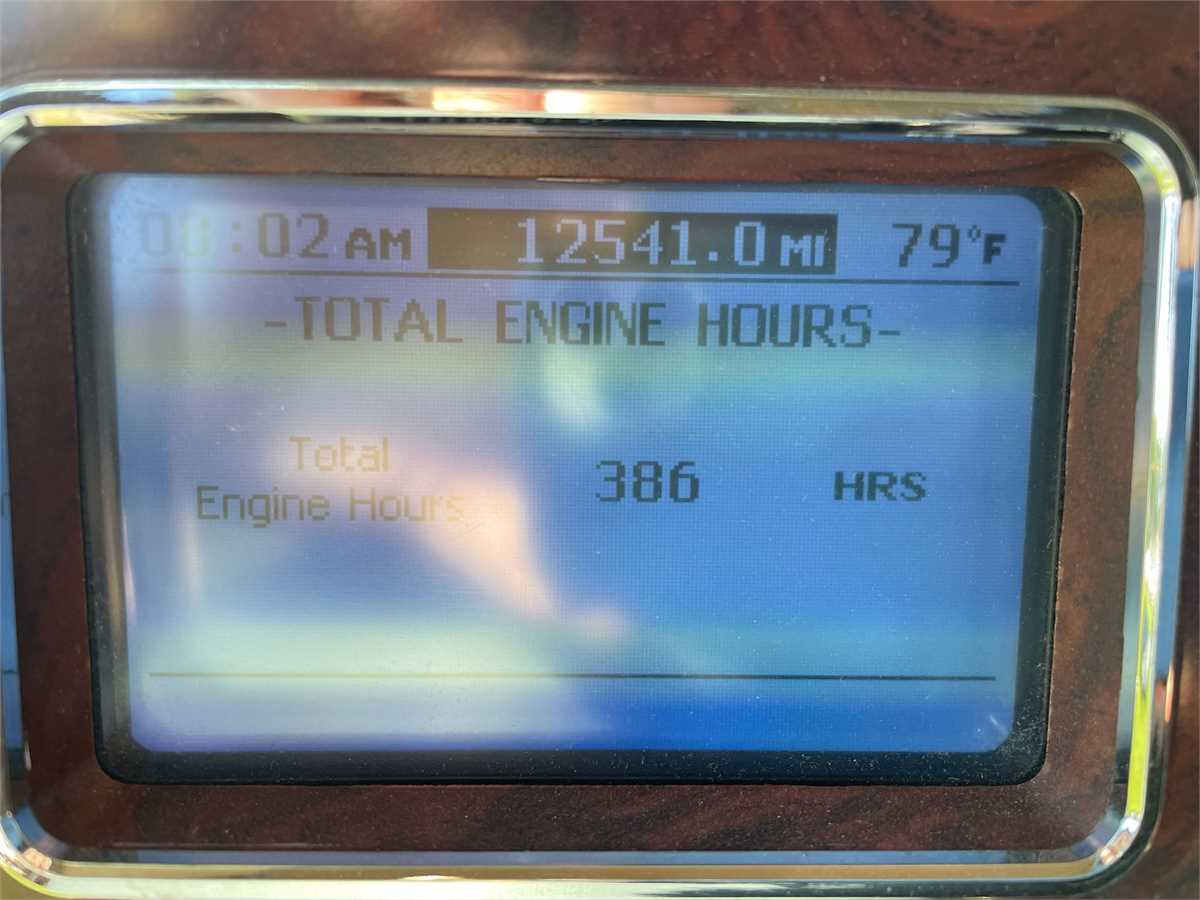 :02 AM 12541.0 MI 79°F
-TOTAL ENGINE HOURS-
Total
Engine Hours 386 HRS